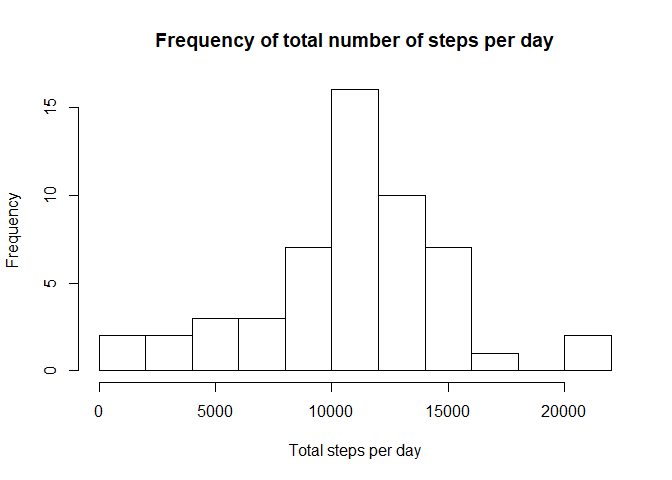 Frequency of total number of steps per day
Frequency
15
10
5
0
0 5000 10000 15000 20000
Total steps per day